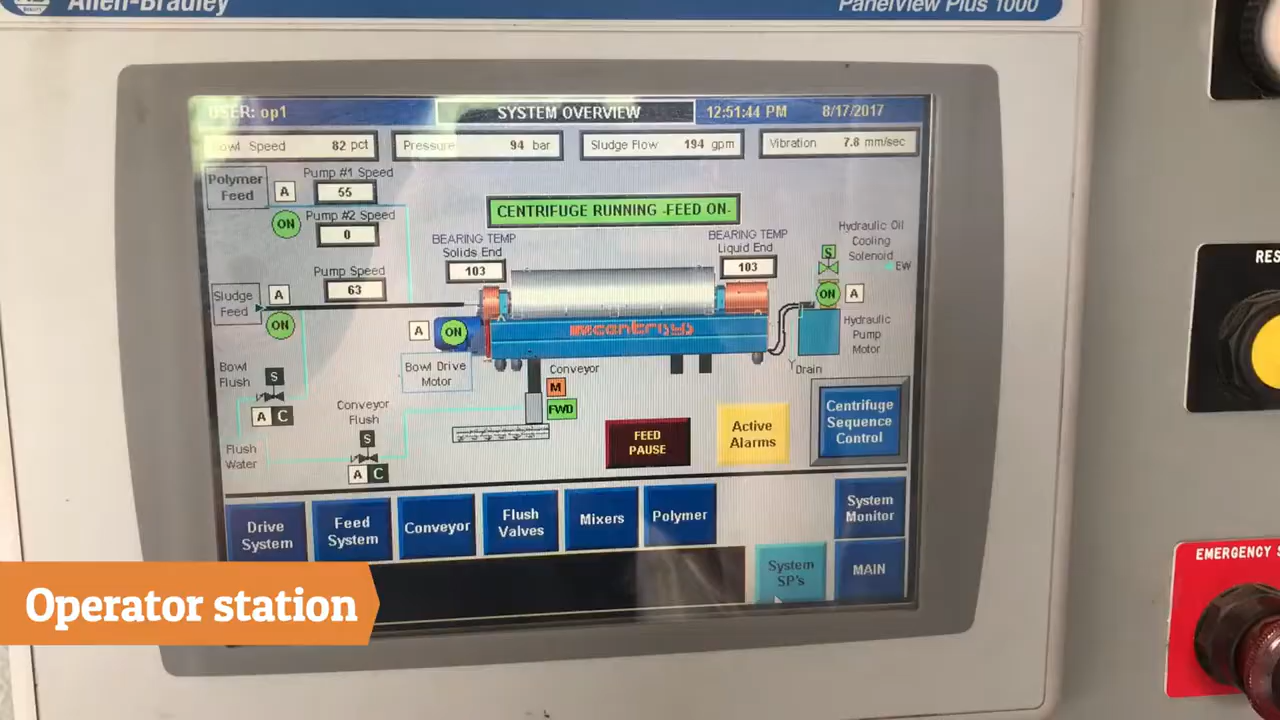 Allen-Bradley
PanelView Plus 1000
USER: op1
SYSTEM OVERVIEW
12:51:44 PM
8/17/2017
Bowl Speed 82 pct
Pressure 94 bar
Sludge Flow 194 gpm
Vibration 7.8 mm/sec
Polymer
Feed
A
Pump #1 Speed
55
ON
Pump #2 Speed
0
CENTRIFUGE RUNNING -FEED ON-
BEARING TEMP
Solids End
103
BEARING TEMP
Liquid End
103
Hydraulic Oil
Cooling
Solenoid
S
EW
Pump Speed
63
Sludge
Feed
A
ON
A
ON
Bowl Drive
Motor
centrisys
ON
A
Hydraulic
Pump
Motor
Drain
Bowl
Flush
S
A C
Conveyor
Flush
S
A C
Flush
Water
Conveyor
M
FWD
FEED
PAUSE
Active
Alarms
Centrifuge
Sequence
Control
Drive
System
Feed
System
Conveyor
Flush
Valves
Mixers
Polymer
System
Monitor
System
SP's
MAIN
RES
EMERGENCY S
Operator station